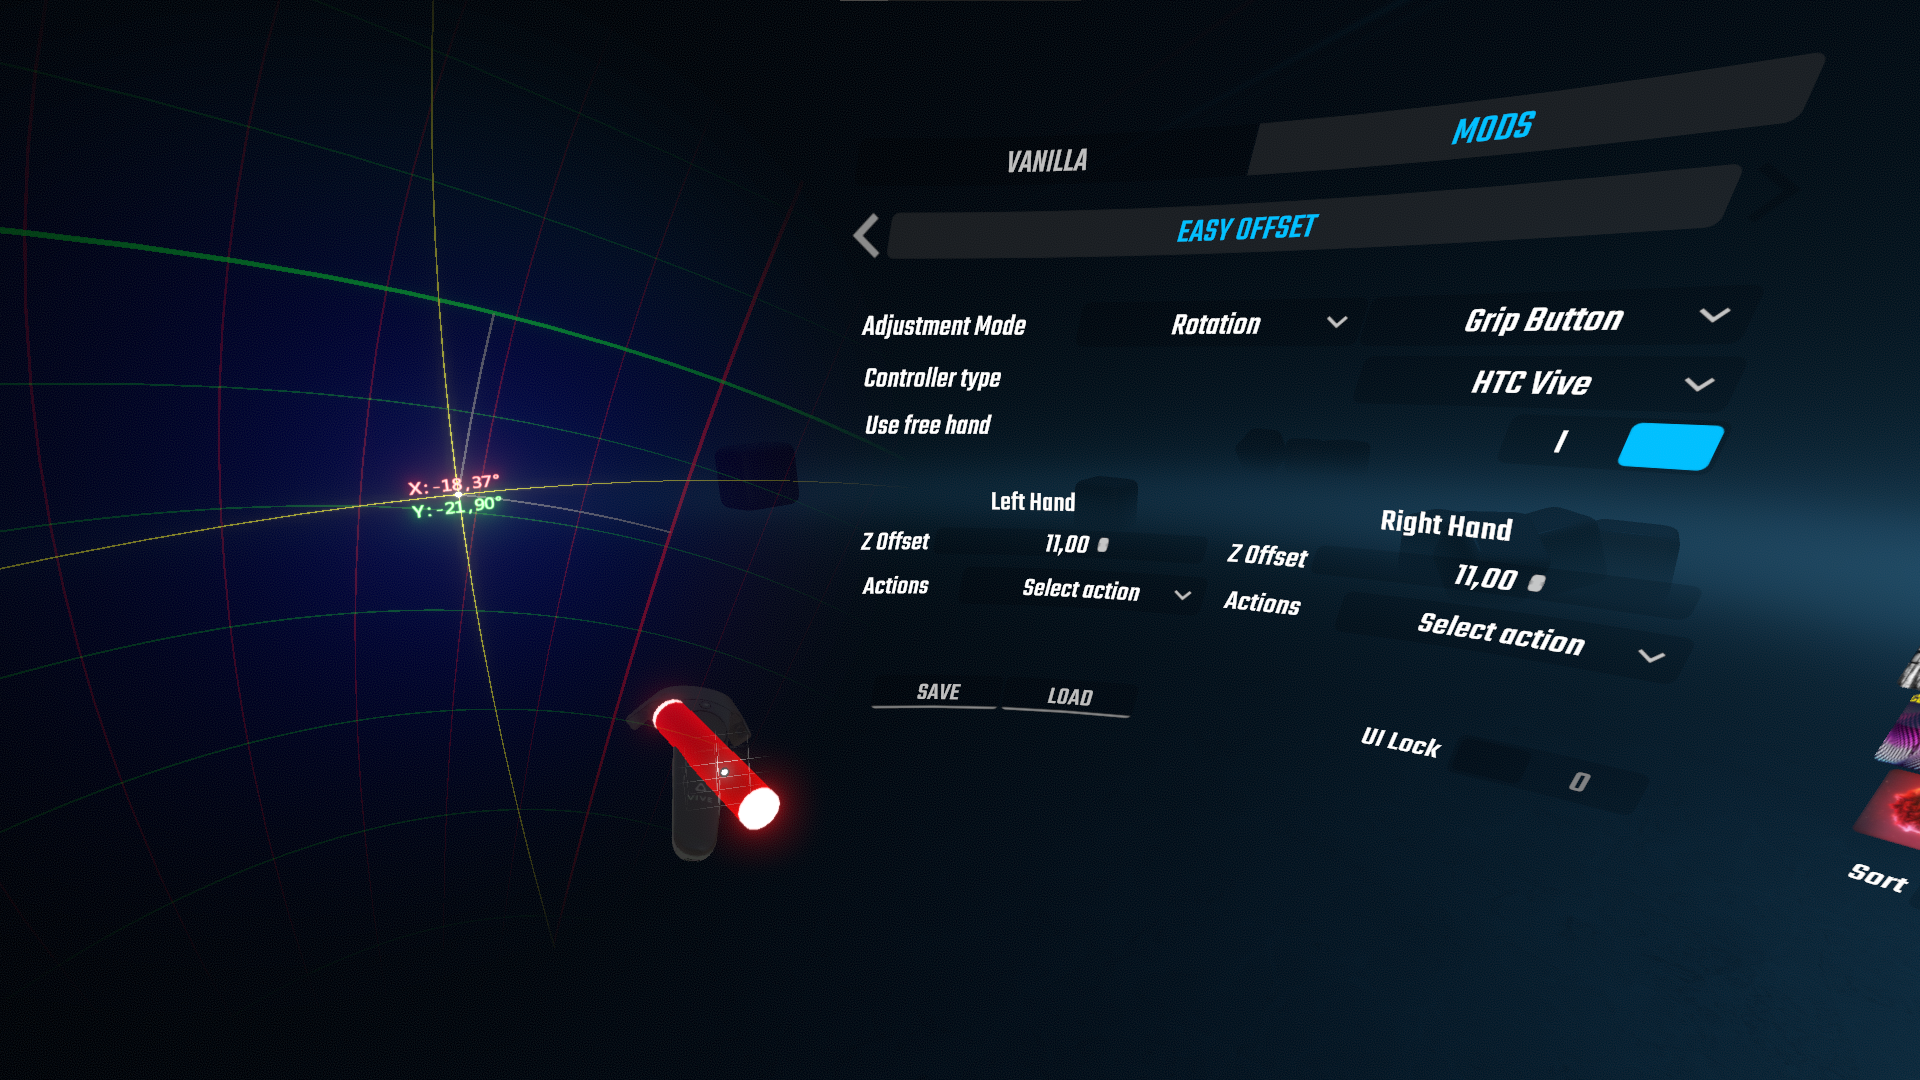 VANILLA
MODS
EASY OFFSET
Adjustment Mode
Rotation
Grip Button
Controller type
HTC Vive
Use free hand
I
X:-18,37°
Y:-21,90°
Left Hand
Right Hand
Z Offset
11,00
Z Offset
11,00
Actions
Select action
Actions
Select action
SAVE
LOAD
UI Lock
0
VIVE
Sort